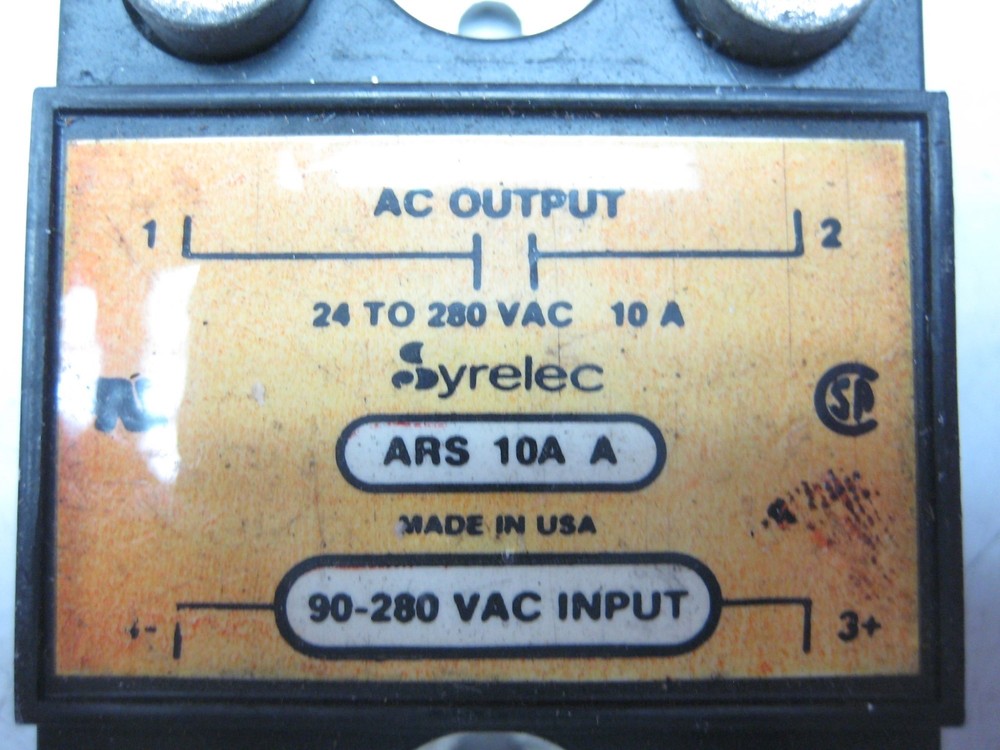 AC OUTPUT
1
2
24 TO 280 VAC 10 A
Syrelec
SA
ARS 10A A
MADE IN USA
90-280 VAC INPUT
3+